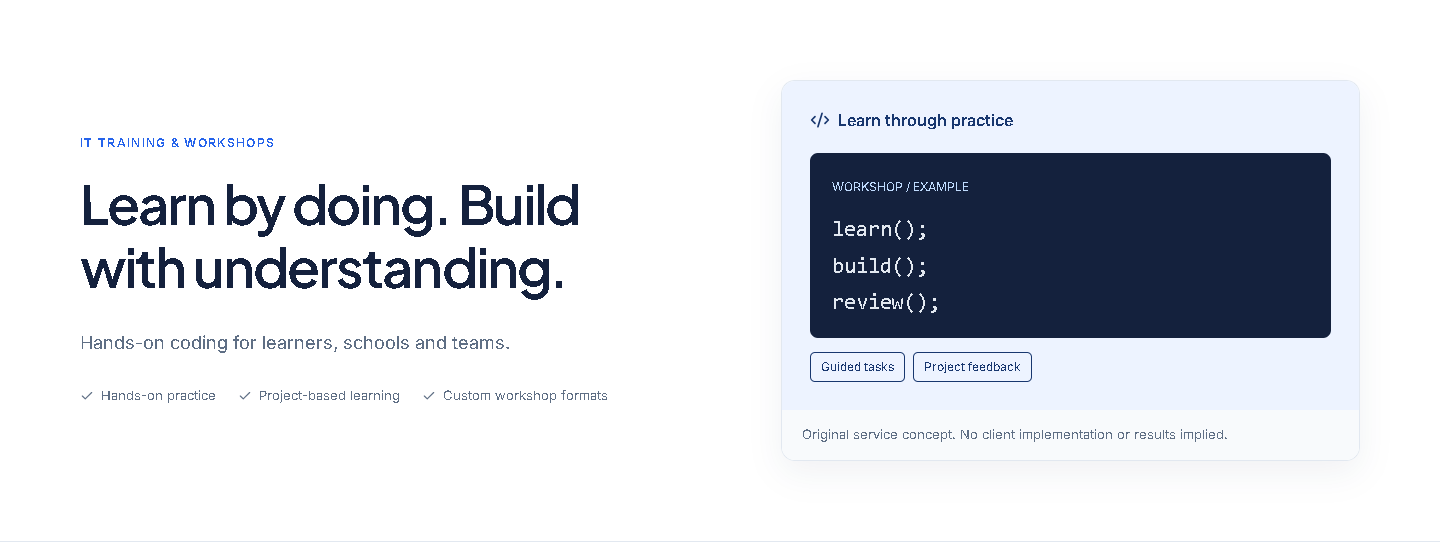 IT TRAINING & WORKSHOPS
Learn by doing. Build
with understanding.
Hands-on coding for learners, schools and teams.
Hands-on practice
Project-based learning
Custom workshop formats
Learn through practice
WORKSHOP / EXAMPLE
learn();
build();
review();
Guided tasks
Project feedback
Original service concept. No client implementation or results implied.